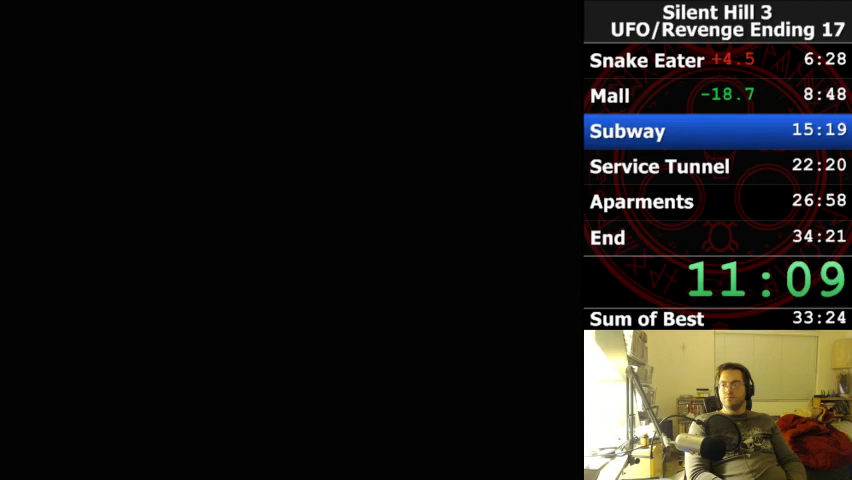 Silent Hill 3
UFO/Revenge Ending 17
Snake Eater +4.5 6:28
Mall -18.7 8:48
Subway 15:19
Service Tunnel 22:20
Aparments 26:58
End 34:21
11:09
Sum of Best 33:24